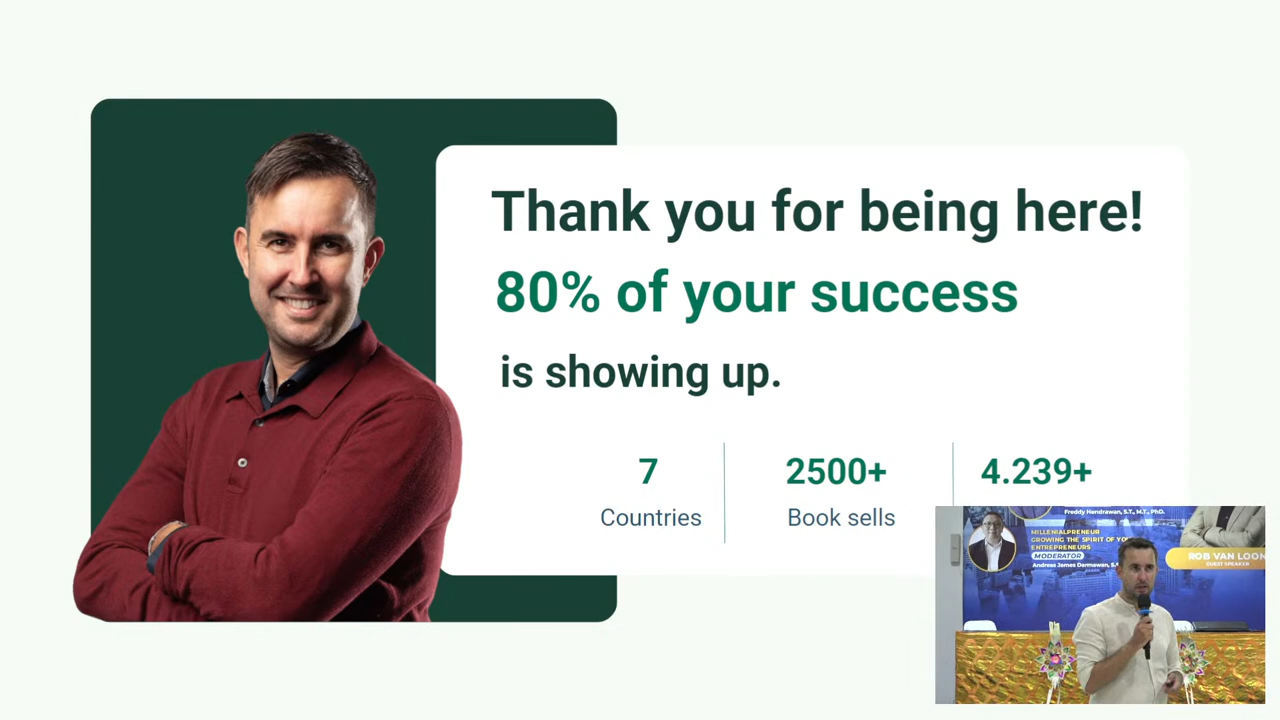 Thank you for being here!
80% of your success
is showing up.
7
Countries
2500+
Book sells
4.239+
Freddy Hendrawan, S.T., M.T., PhD.
MILLENIALPRENEUR
GROWING THE SPIRIT OF YO
ENTREPRENEURS
MODERATOR
Andreas James Darmawan, S.
ROB VAN LOON
GUEST SPEAKER